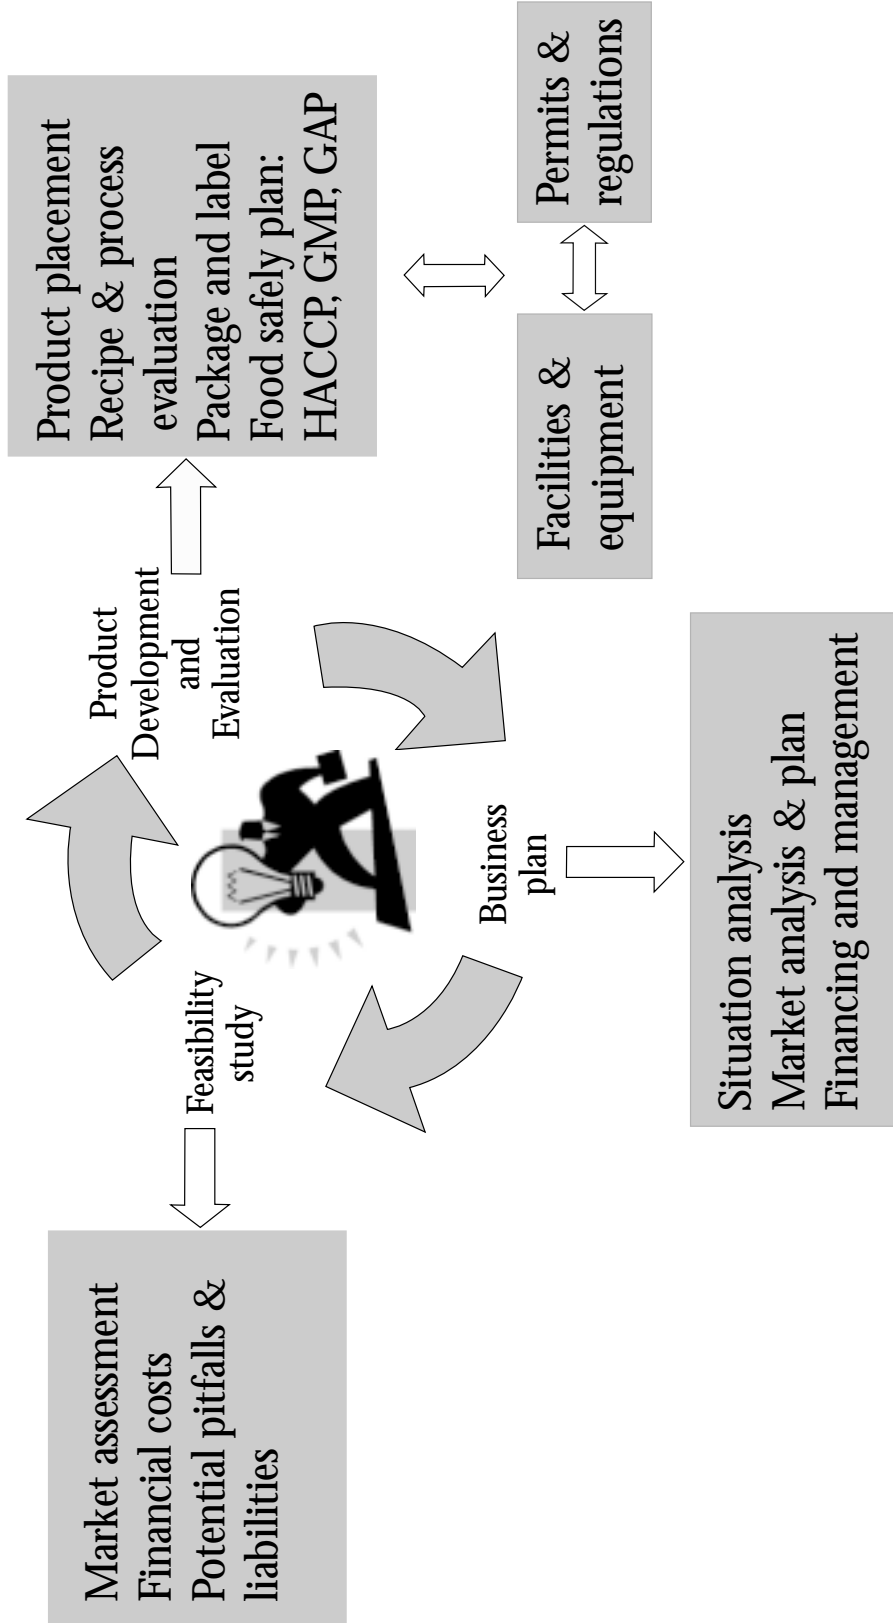 Market assessment
Financial costs
Potential pitfalls &
liabilities
Feasibility
study
Product
Development
and
Evaluation
Product placement
Recipe & process
evaluation
Package and label
Food safely plan:
HACCP, GMP, GAP
Business
plan
Facilities &
equipment
Permits &
regulations
Situation analysis
Market analysis & plan
Financing and management